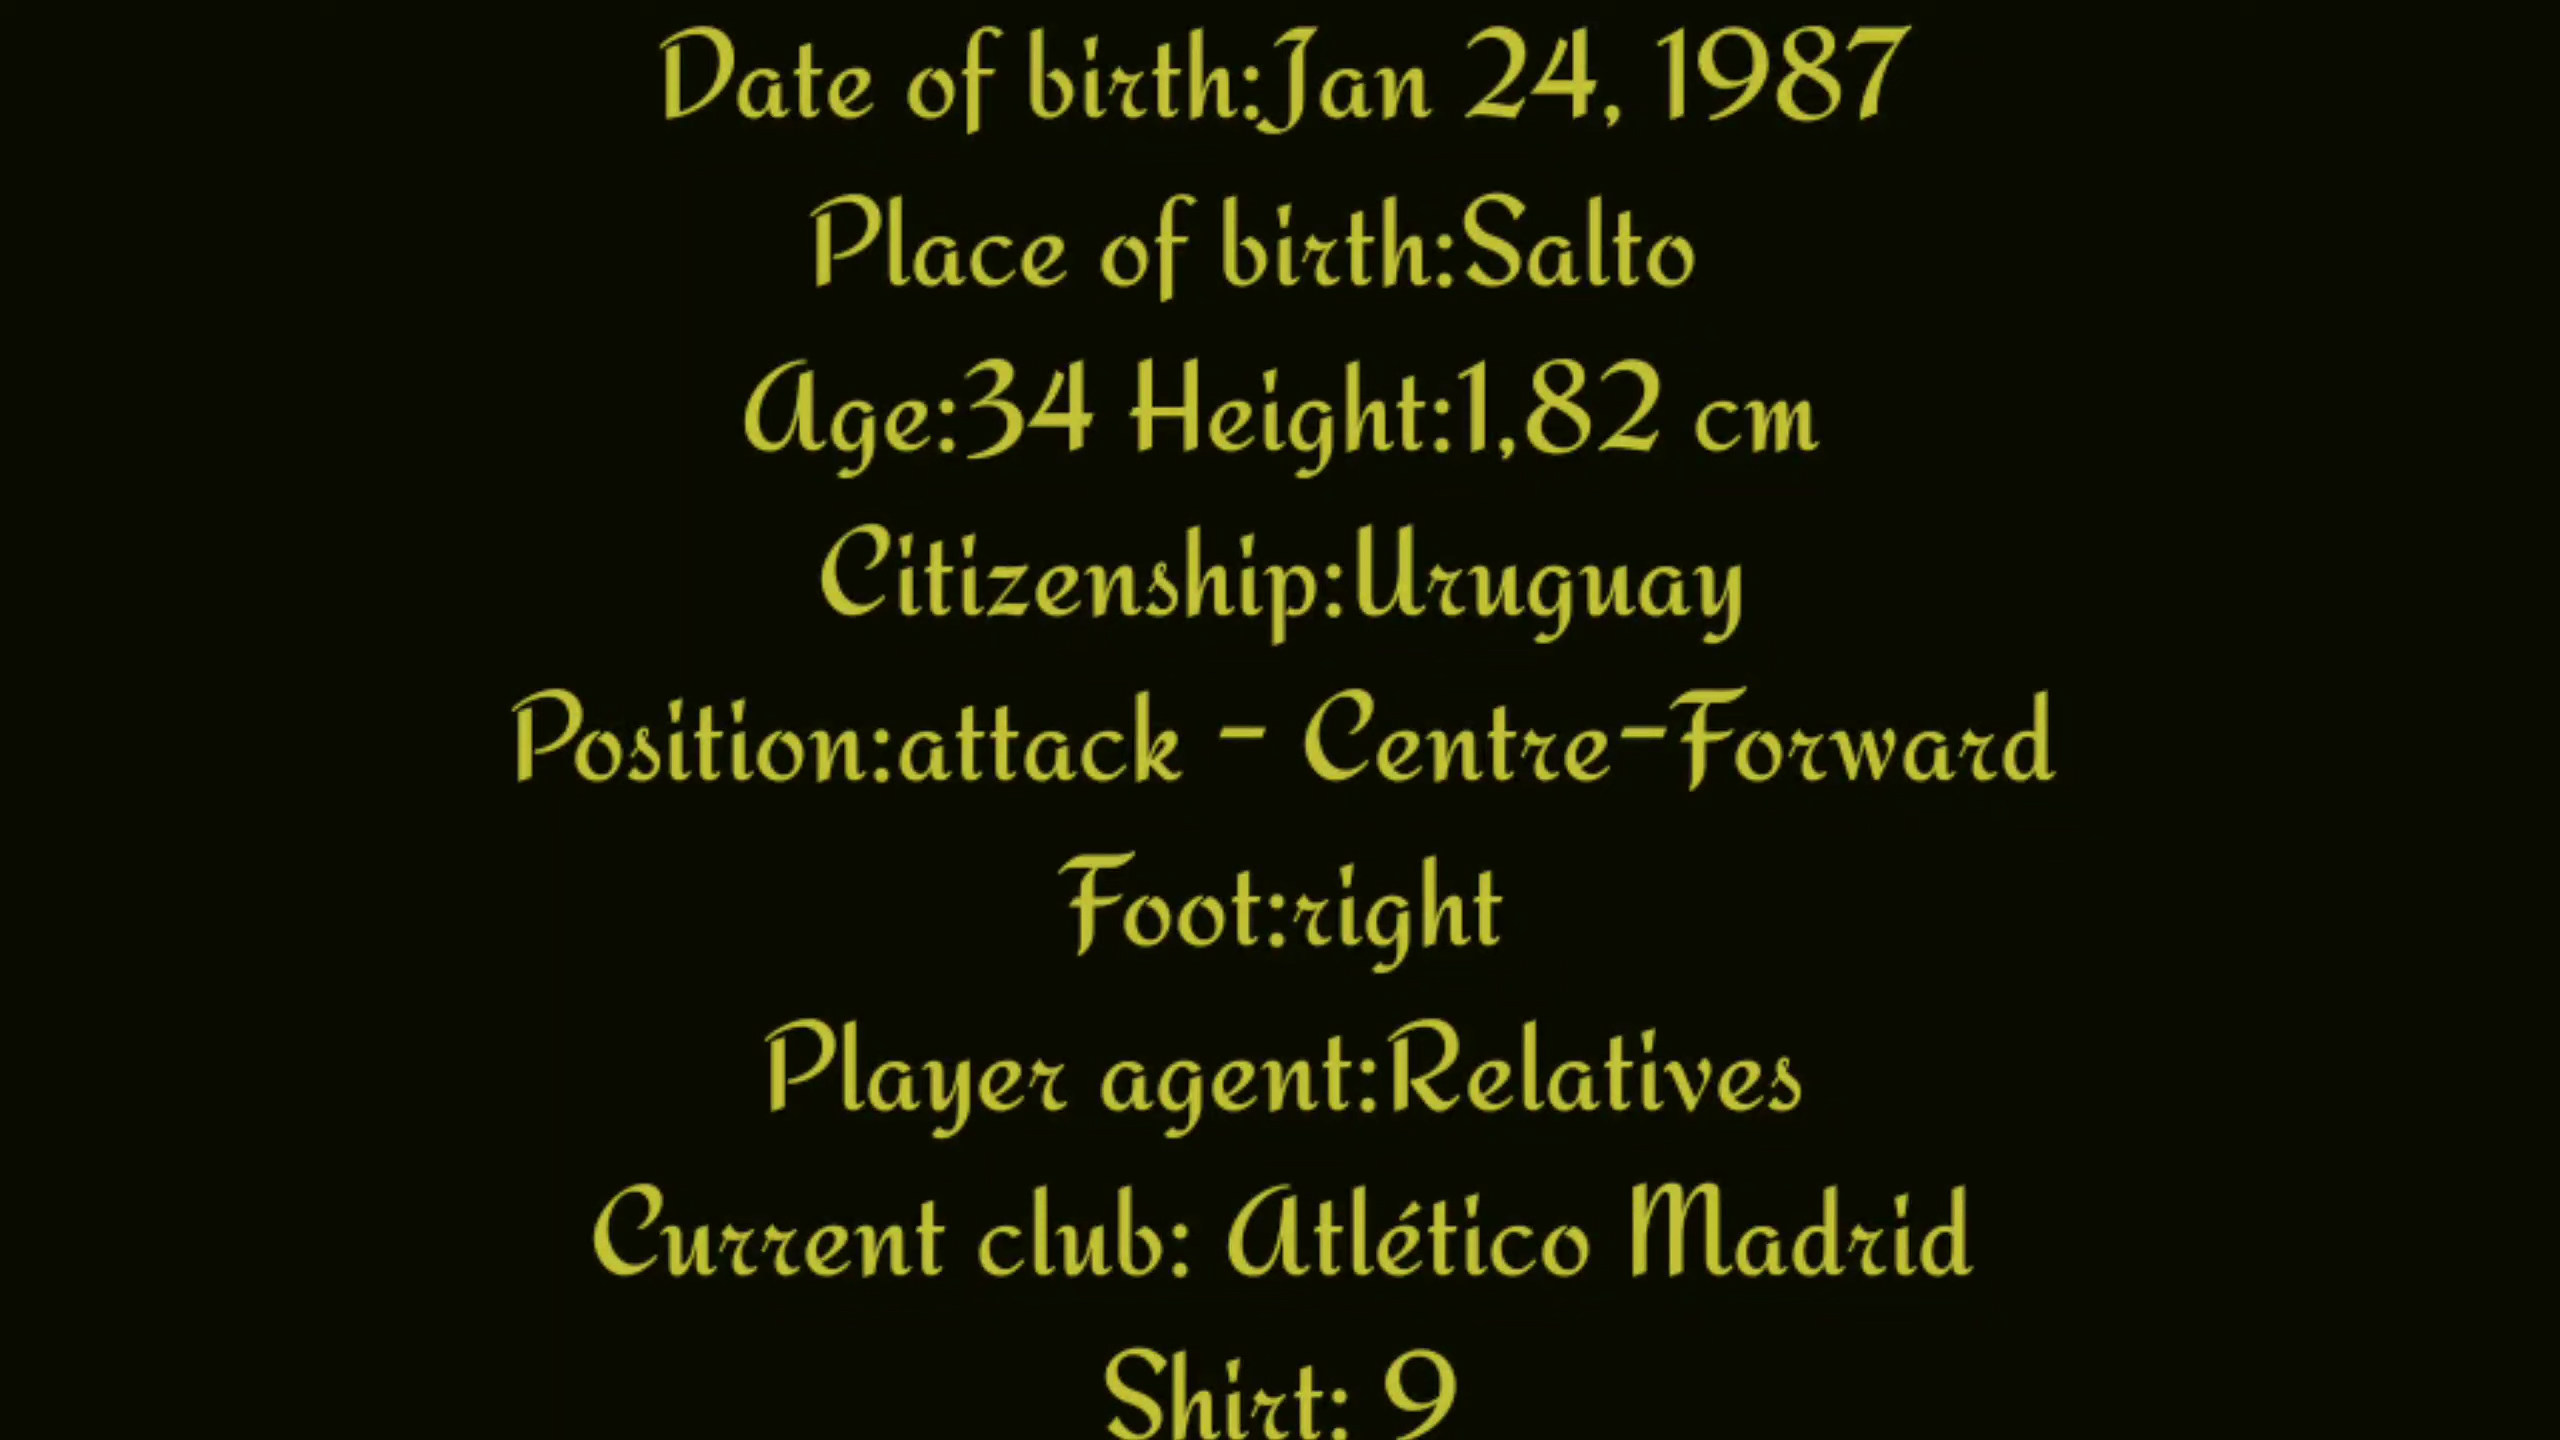 Date of birth:Jan 24, 1987
Place of birth:Salto
Age:34 Height:1,82 cm
Citizenship:Uruguay
Position:attack - Centre-Forward
Foot:right
Player agent:Relatives
Current club: Atlético Madrid
Shirt: 9